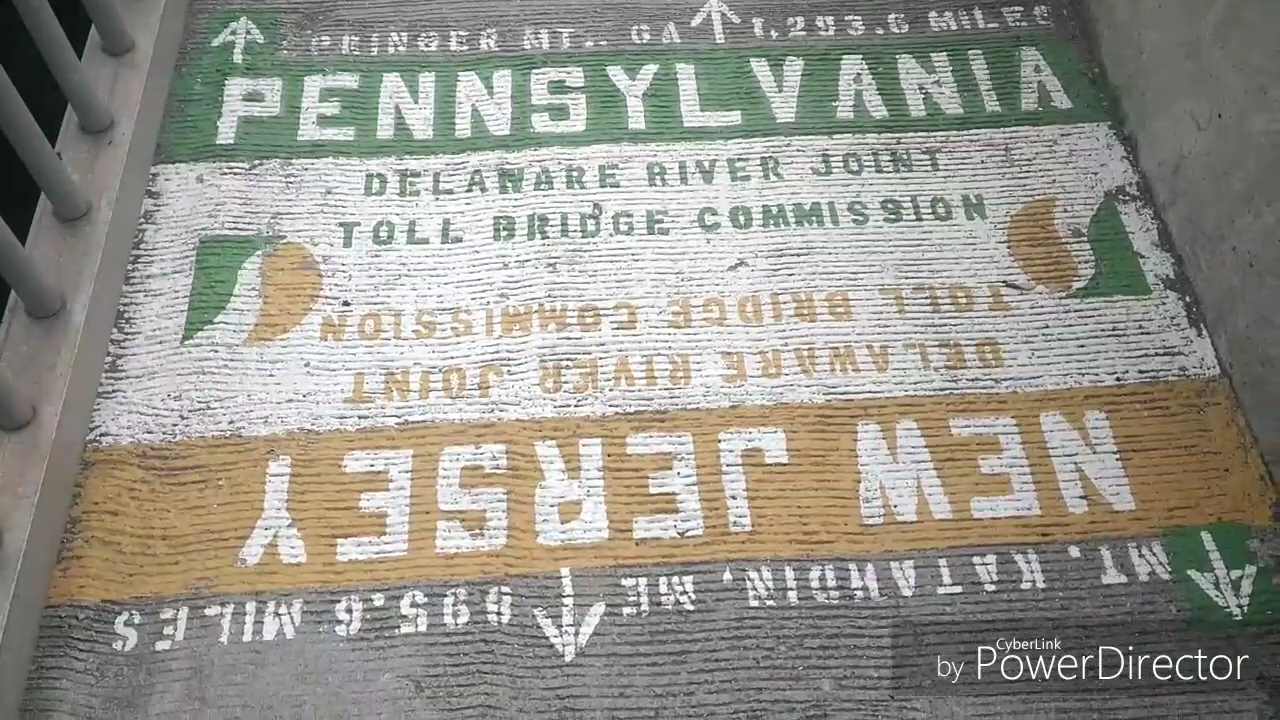 SPRINGER MT., GA 1,293.6 MILES
PENNSYLVANIA
DELAWARE RIVER JOINT
TOLL BRIDGE COMMISSION
TOLL BRIDGE COMMISSION
DELAWARE RIVER JOINT
NEW JERSEY
MT. KATAHDIN, ME 895.6 MILES
by CyberLink PowerDirector